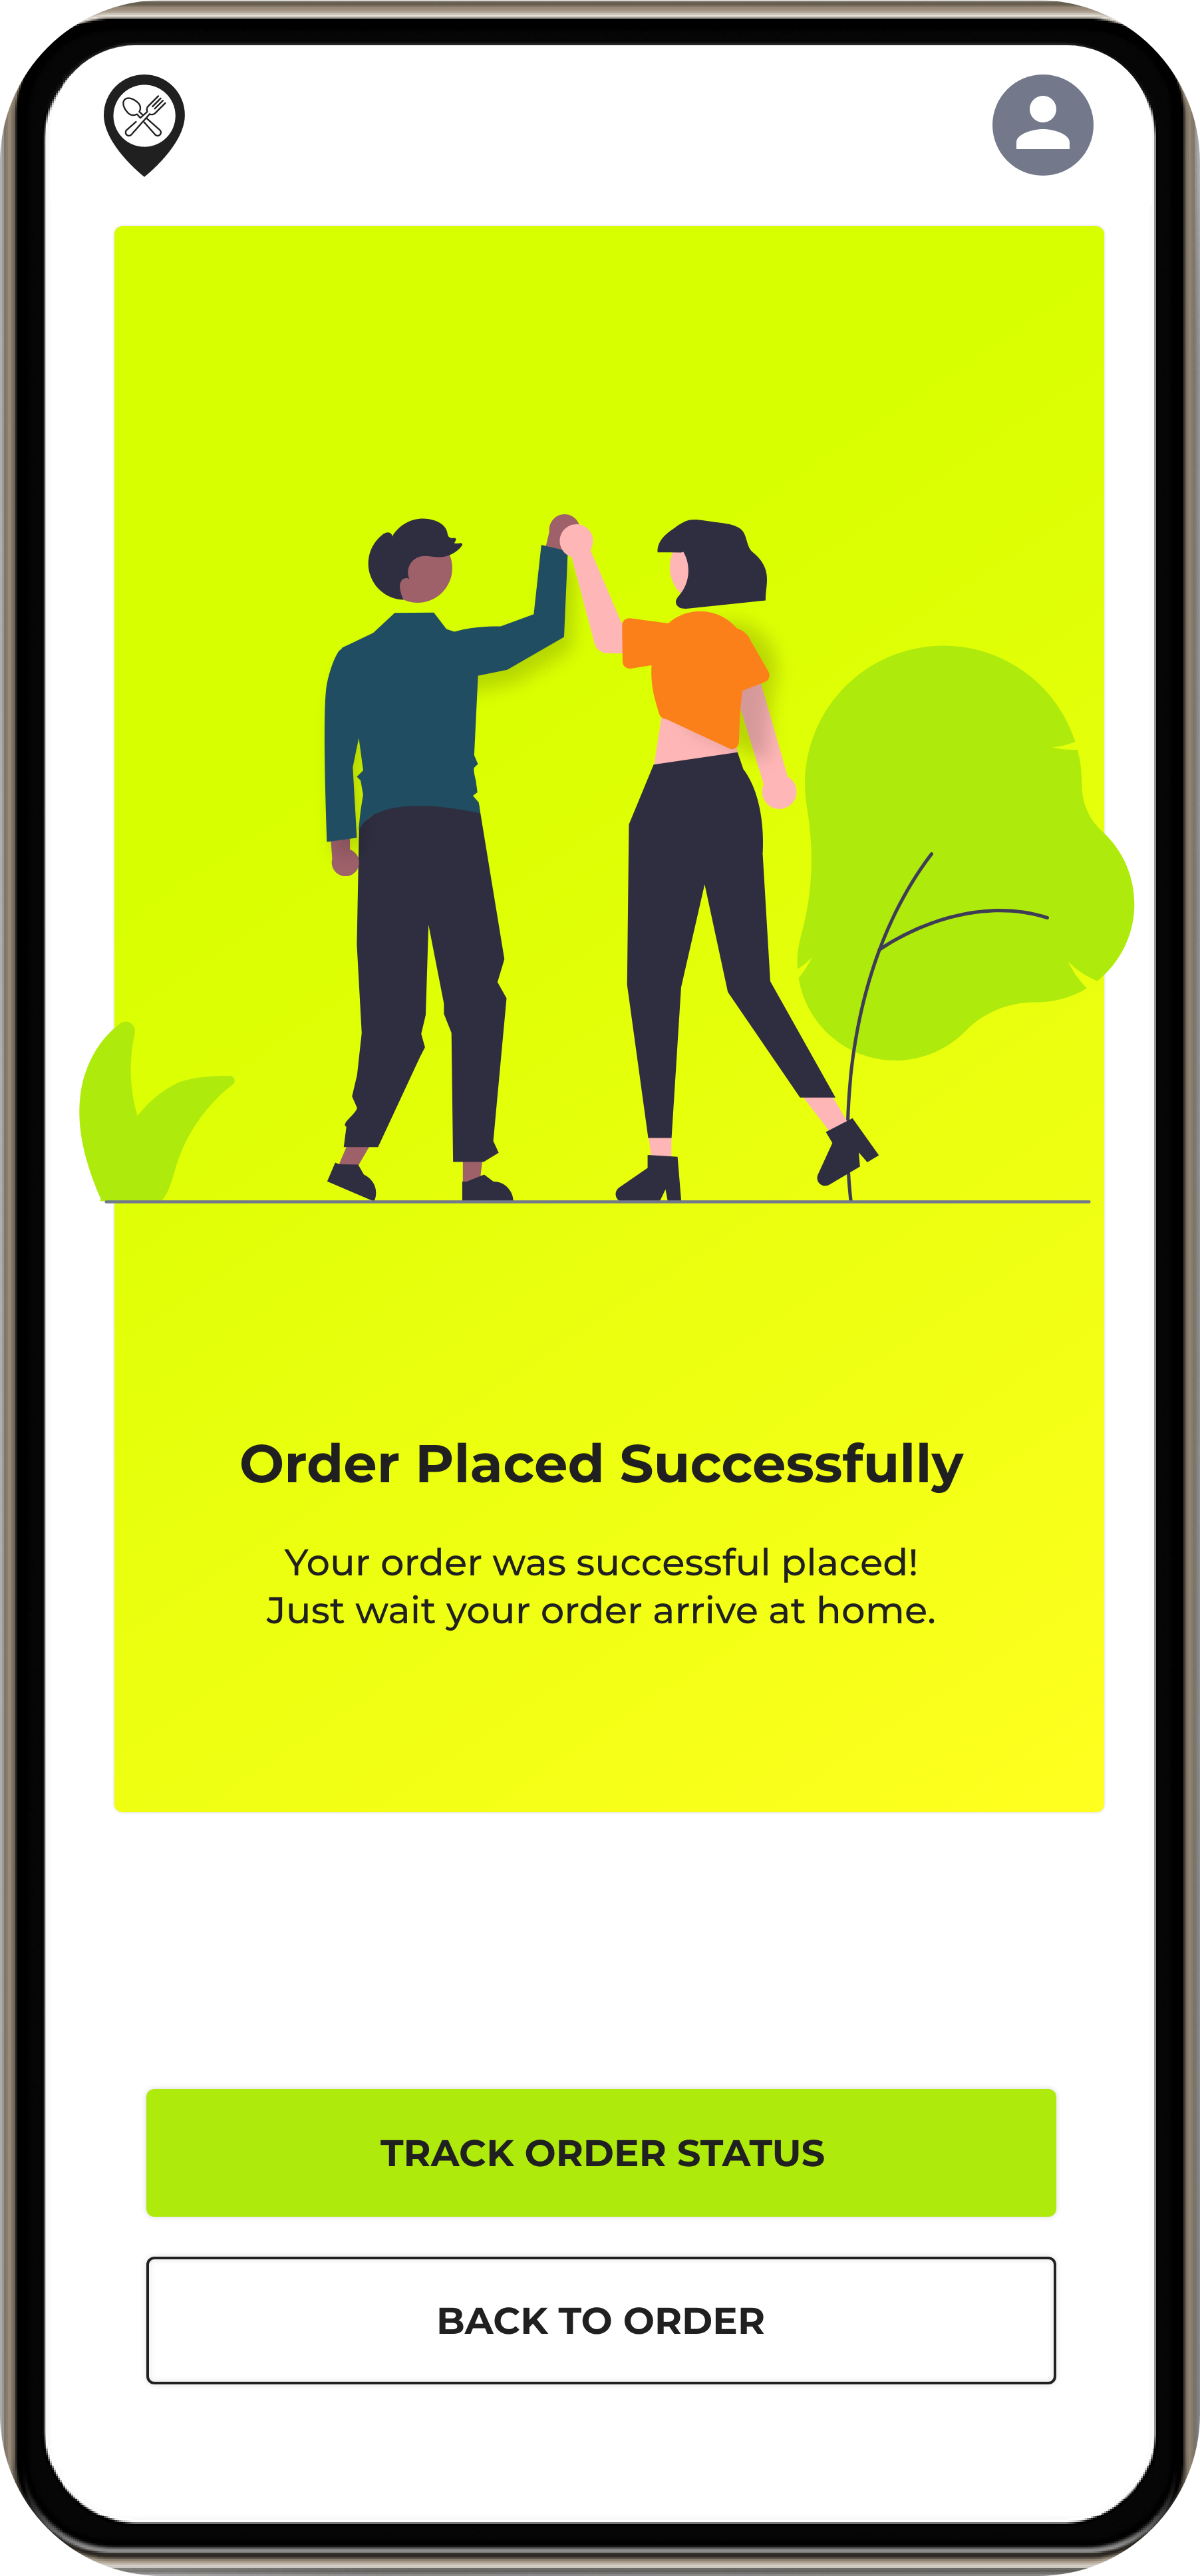 Order Placed Successfully
Your order was successful placed!
Just wait your order arrive at home.
TRACK ORDER STATUS
BACK TO ORDER